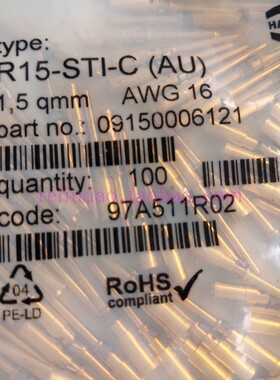 type:
R15-STI-C (AU)
1,5 qmm AWG 16
part no.: 09150006121
quantity: 100
code: 97A511R02
04
PE-LD
RoHS
compliant